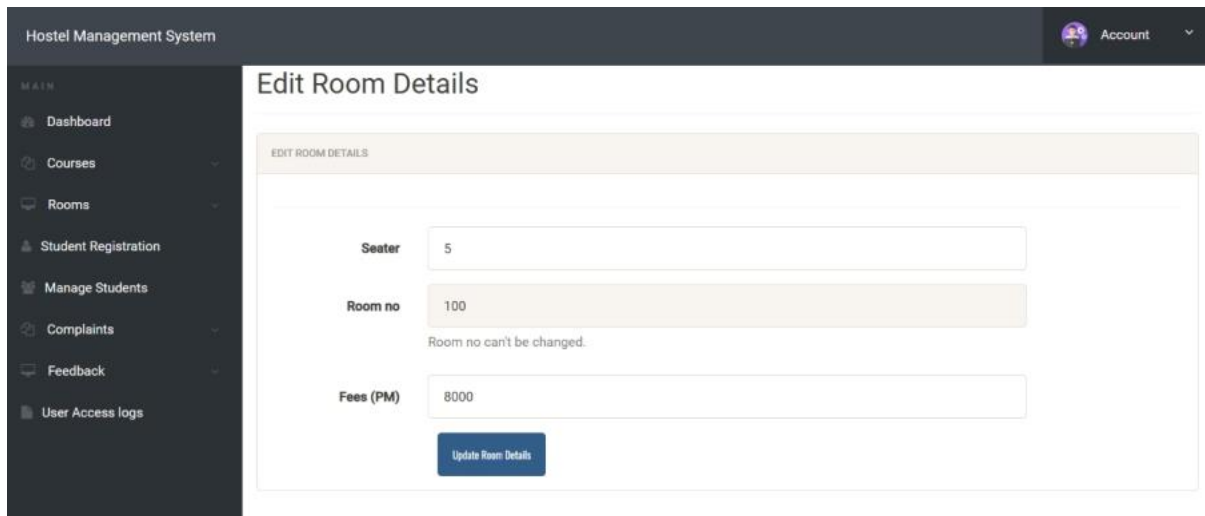 Hostel Management System
Account
MAIN
Dashboard
Courses
Rooms
Student Registration
Manage Students
Complaints
Feedback
User Access logs
Edit Room Details
EDIT ROOM DETAILS
Seater
5
Room no
100
Room no can't be changed.
Fees (PM)
8000
Update Room Details